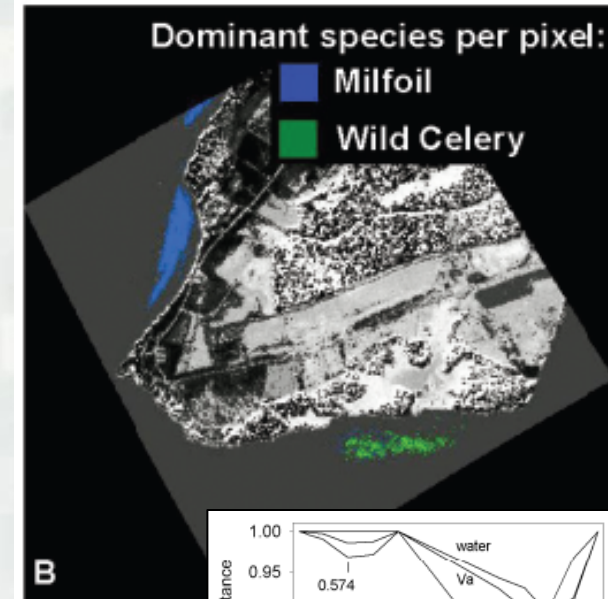 Dominant species per pixel:
Milfoil
Wild Celery
B
1.00
water
0.95
0.574
Va